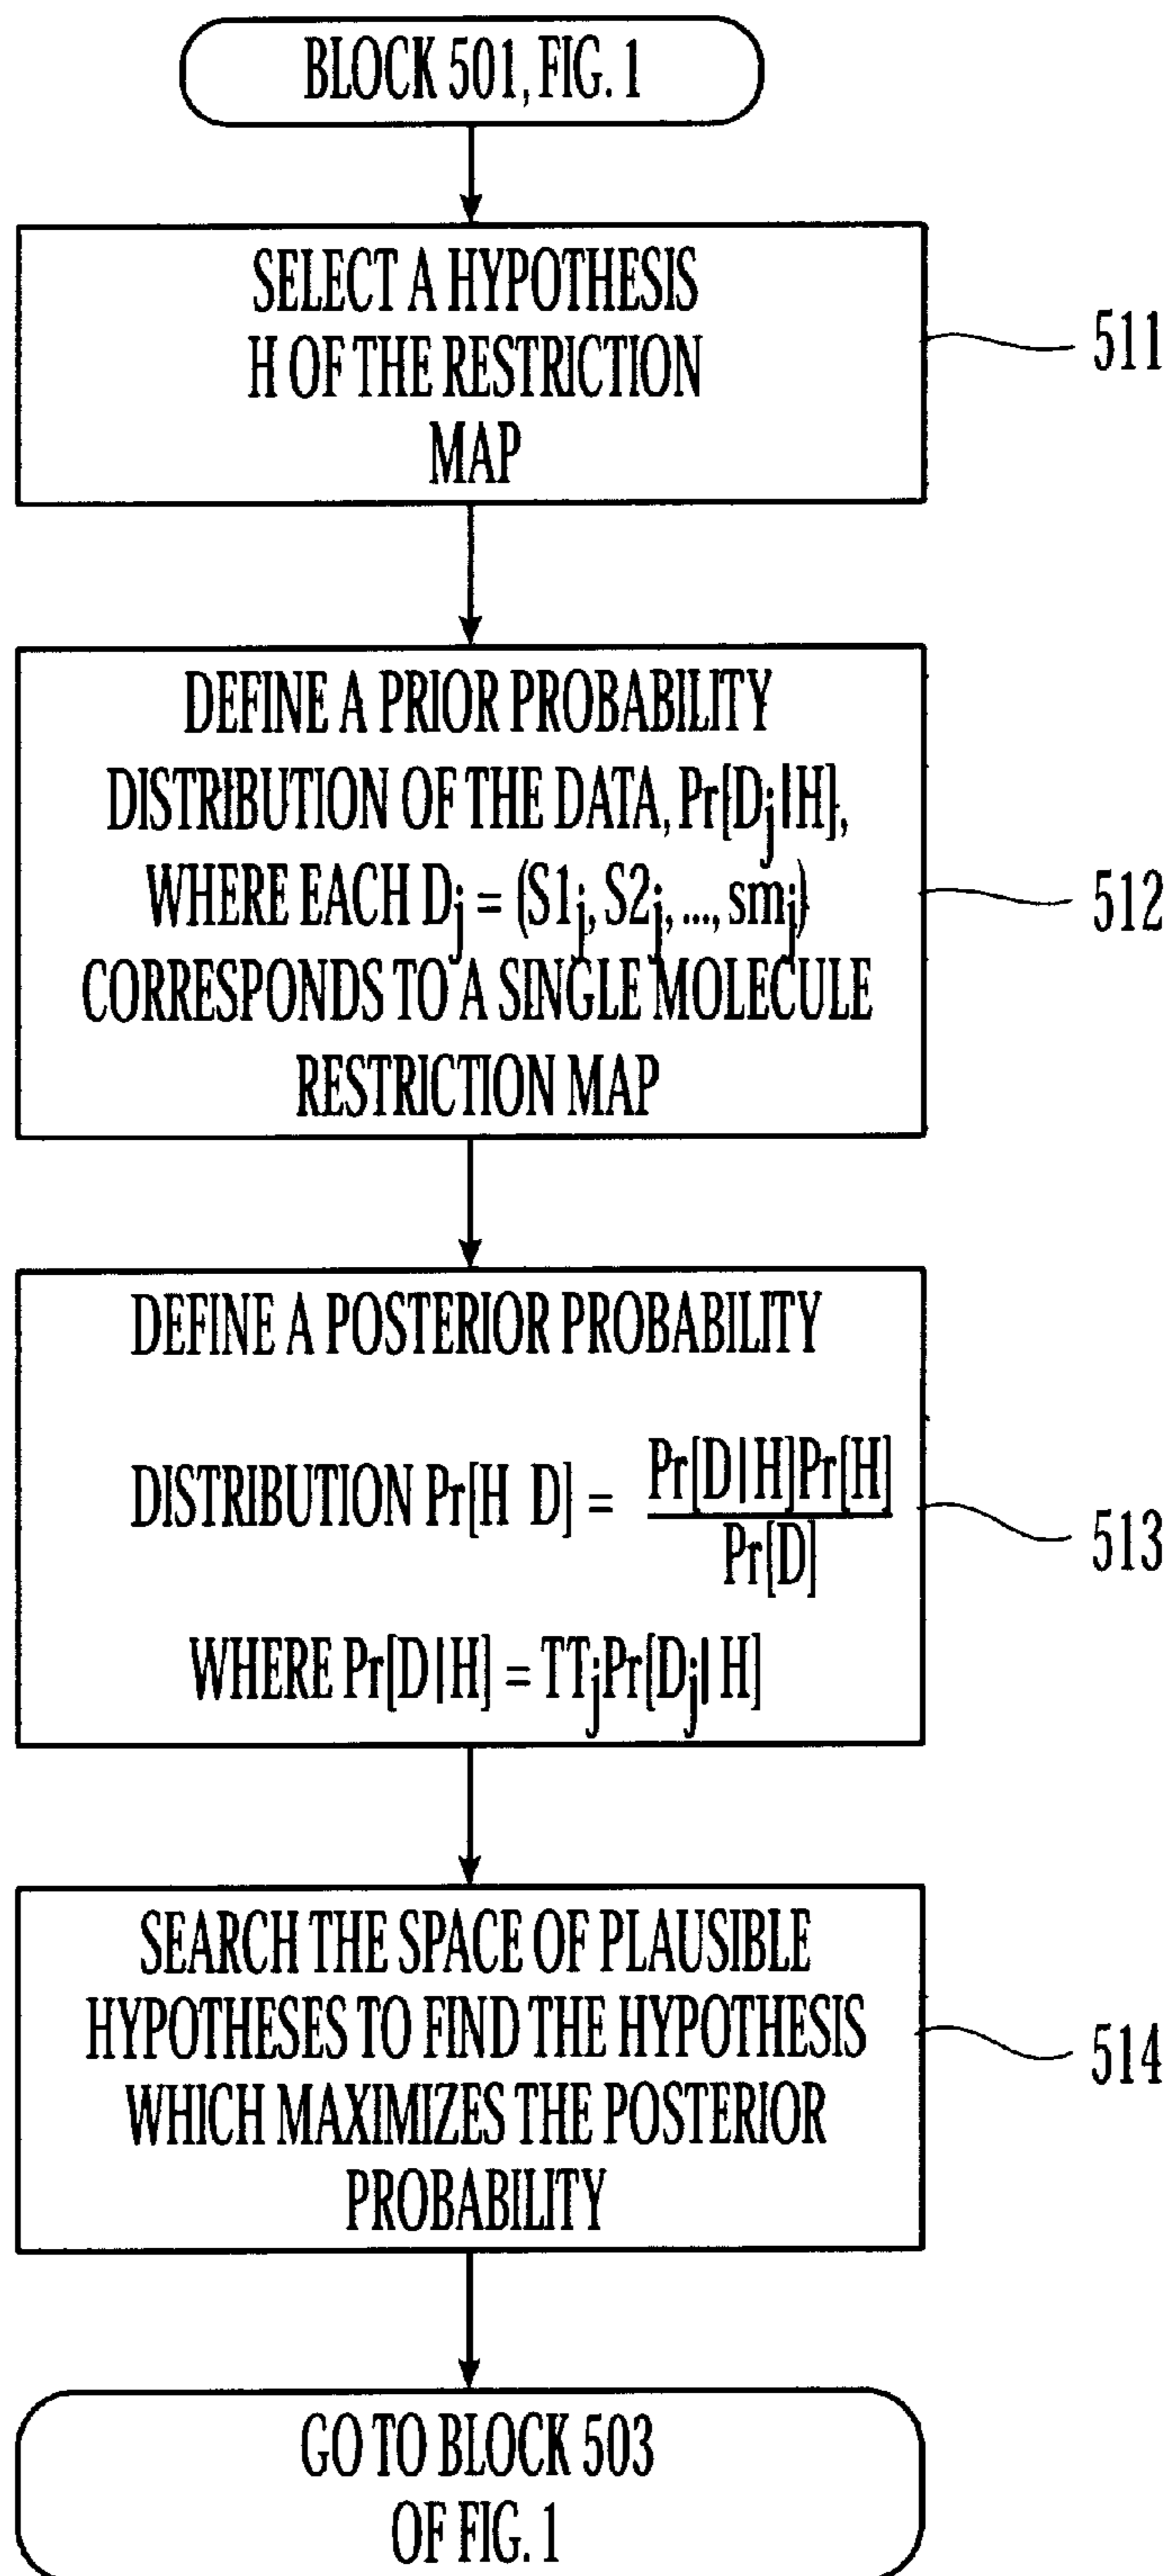 BLOCK 501, FIG. 1
SELECT A HYPOTHESIS
H OF THE RESTRICTION
MAP
511
DEFINE A PRIOR PROBABILITY
DISTRIBUTION OF THE DATA, Pr[Dj|H],
WHERE EACH Dj = (S1j, S2j, ..., smj)
CORRESPONDS TO A SINGLE MOLECULE
RESTRICTION MAP
512
DEFINE A POSTERIOR PROBABILITY
DISTRIBUTION Pr[H D] = Pr[D|H]Pr[H]
Pr[D]
WHERE Pr[D|H] = TTjPr[Dj|H]
513
SEARCH THE SPACE OF PLAUSIBLE
HYPOTHESES TO FIND THE HYPOTHESIS
WHICH MAXIMIZES THE POSTERIOR
PROBABILITY
514
GO TO BLOCK 503
OF FIG. 1